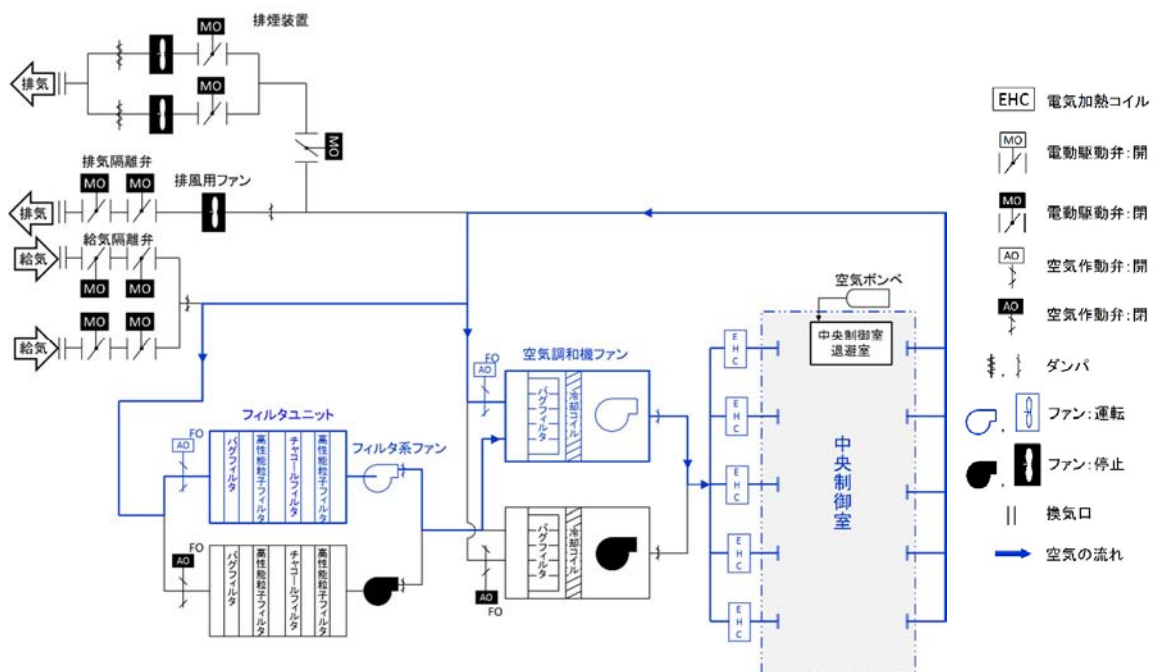 排煙装置
MO
MO
排気
MO
排気隔離弁
MO
MO
排風用ファン
排気
給気隔離弁
給気
MO
MO
MO
MO
給気
空気ボンベ
中央制御室
退避室
中央制御室
FO
AO
空気調和機ファン
バグフィルタ
冷却コイル
EHC
EHC
EHC
EHC
EHC
フィルタユニット
フィルタ系ファン
FO
AO
バグフィルタ
高性能粒子フィルタ
チャコールフィルタ
高性能粒子フィルタ
FO
AO
バグフィルタ
高性能粒子フィルタ
チャコールフィルタ
高性能粒子フィルタ
バグフィルタ
冷却コイル
AO
FO
EHC
電気加熱コイル
MO
電動駆動弁:開
MO
電動駆動弁:閉
AO
空気作動弁:開
AO
空気作動弁:閉
ダンパ
ファン:運転
ファン:停止
換気口
空気の流れ